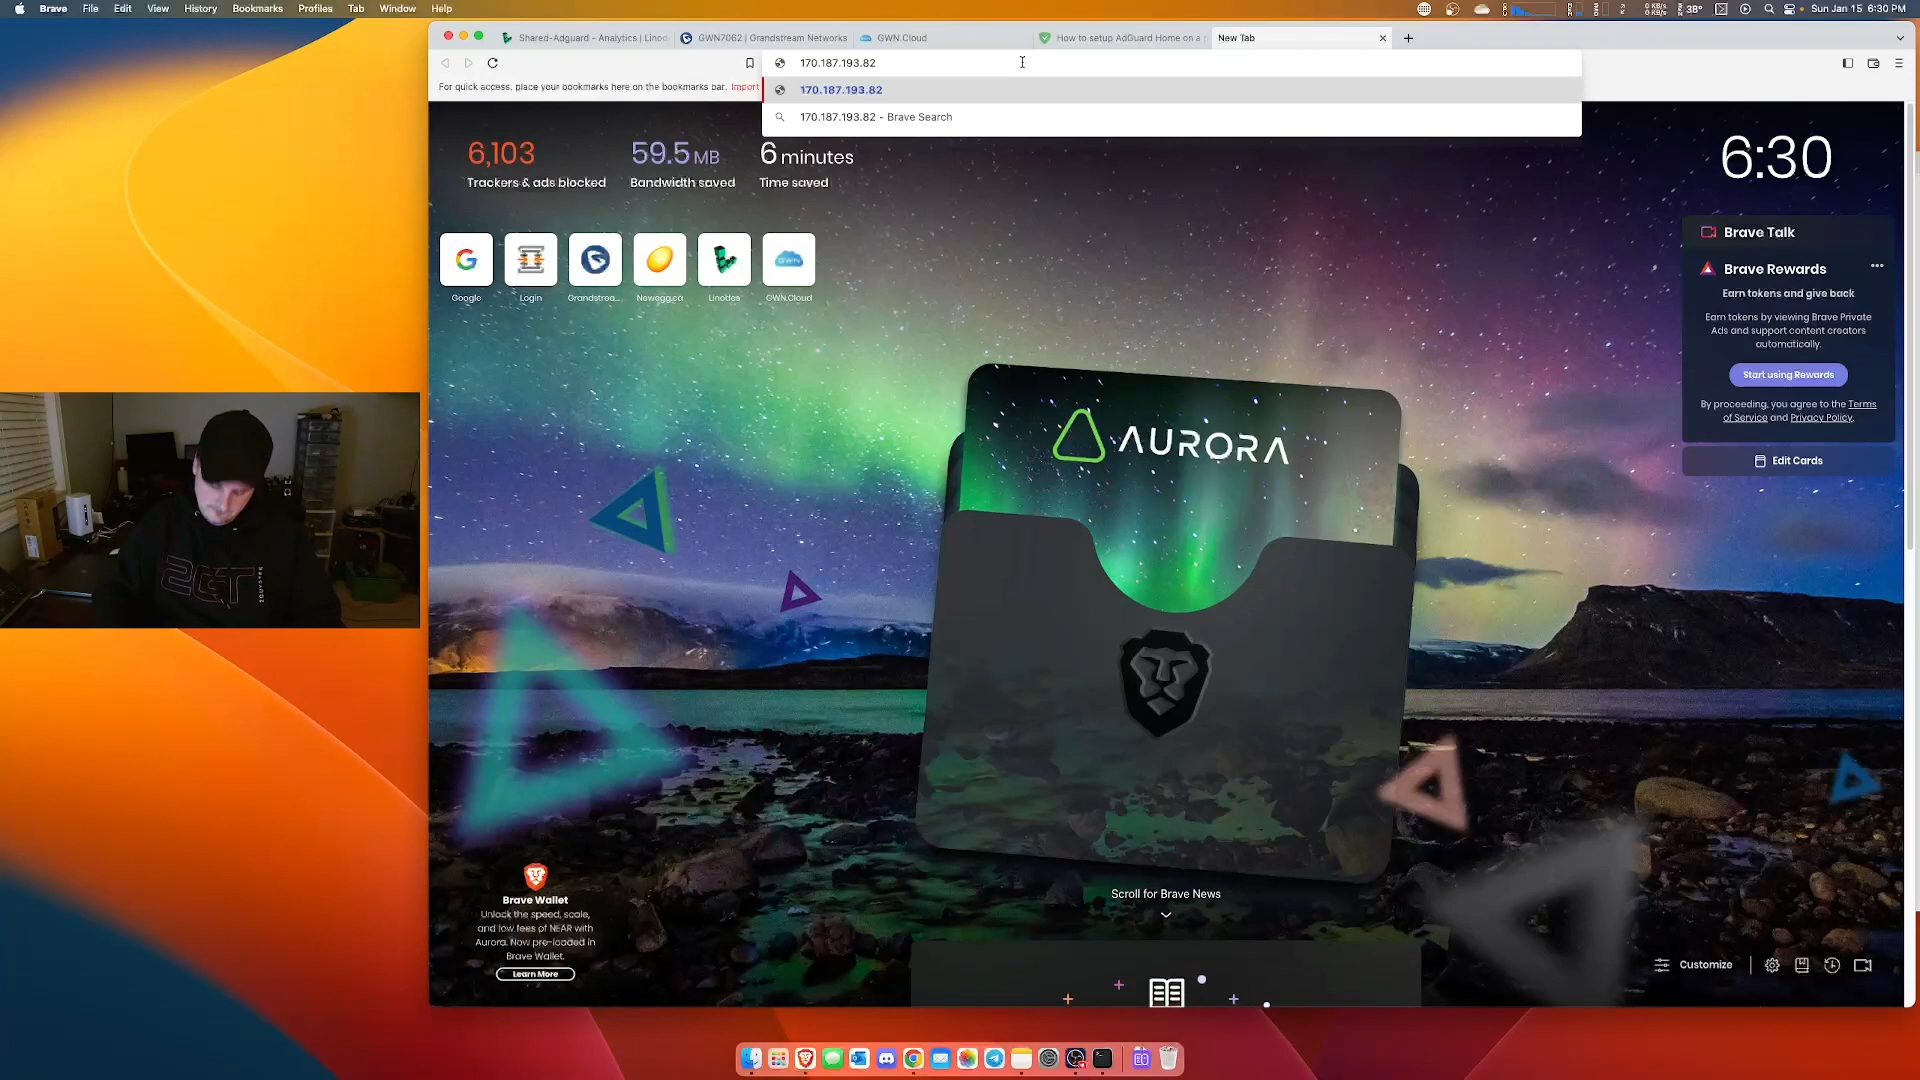 Brave File Edit View History Bookmarks Profiles Tab Window Help
38° Sun Jan 15 6:30 PM
Shared-Adguard - Analytics | Linod
GWN7062 | Grandstream Networks
GWN.Cloud
How to setup AdGuard Home on a
New Tab
170.187.193.82
For quick access, place your bookmarks here on the bookmarks bar. Import
170.187.193.82
170.187.193.82 - Brave Search
6,103
Trackers & ads blocked
59.5 MB
Bandwidth saved
6 minutes
Time saved
6:30
Google
Login
Grandstrea...
Newegg.ca
Linodes
GWN.Cloud
Brave Talk
Brave Rewards
Earn tokens and give back
Earn tokens by viewing Brave Private
Ads and support content creators
automatically.
Start using Rewards
By proceeding, you agree to the Terms
of Service and Privacy Policy.
Edit Cards
AURORA
2GT
Brave Wallet
Unlock the speed, scale,
and low fees of NEAR with
Aurora. Now pre-loaded in
Brave Wallet.
Learn More
Scroll for Brave News
Customize